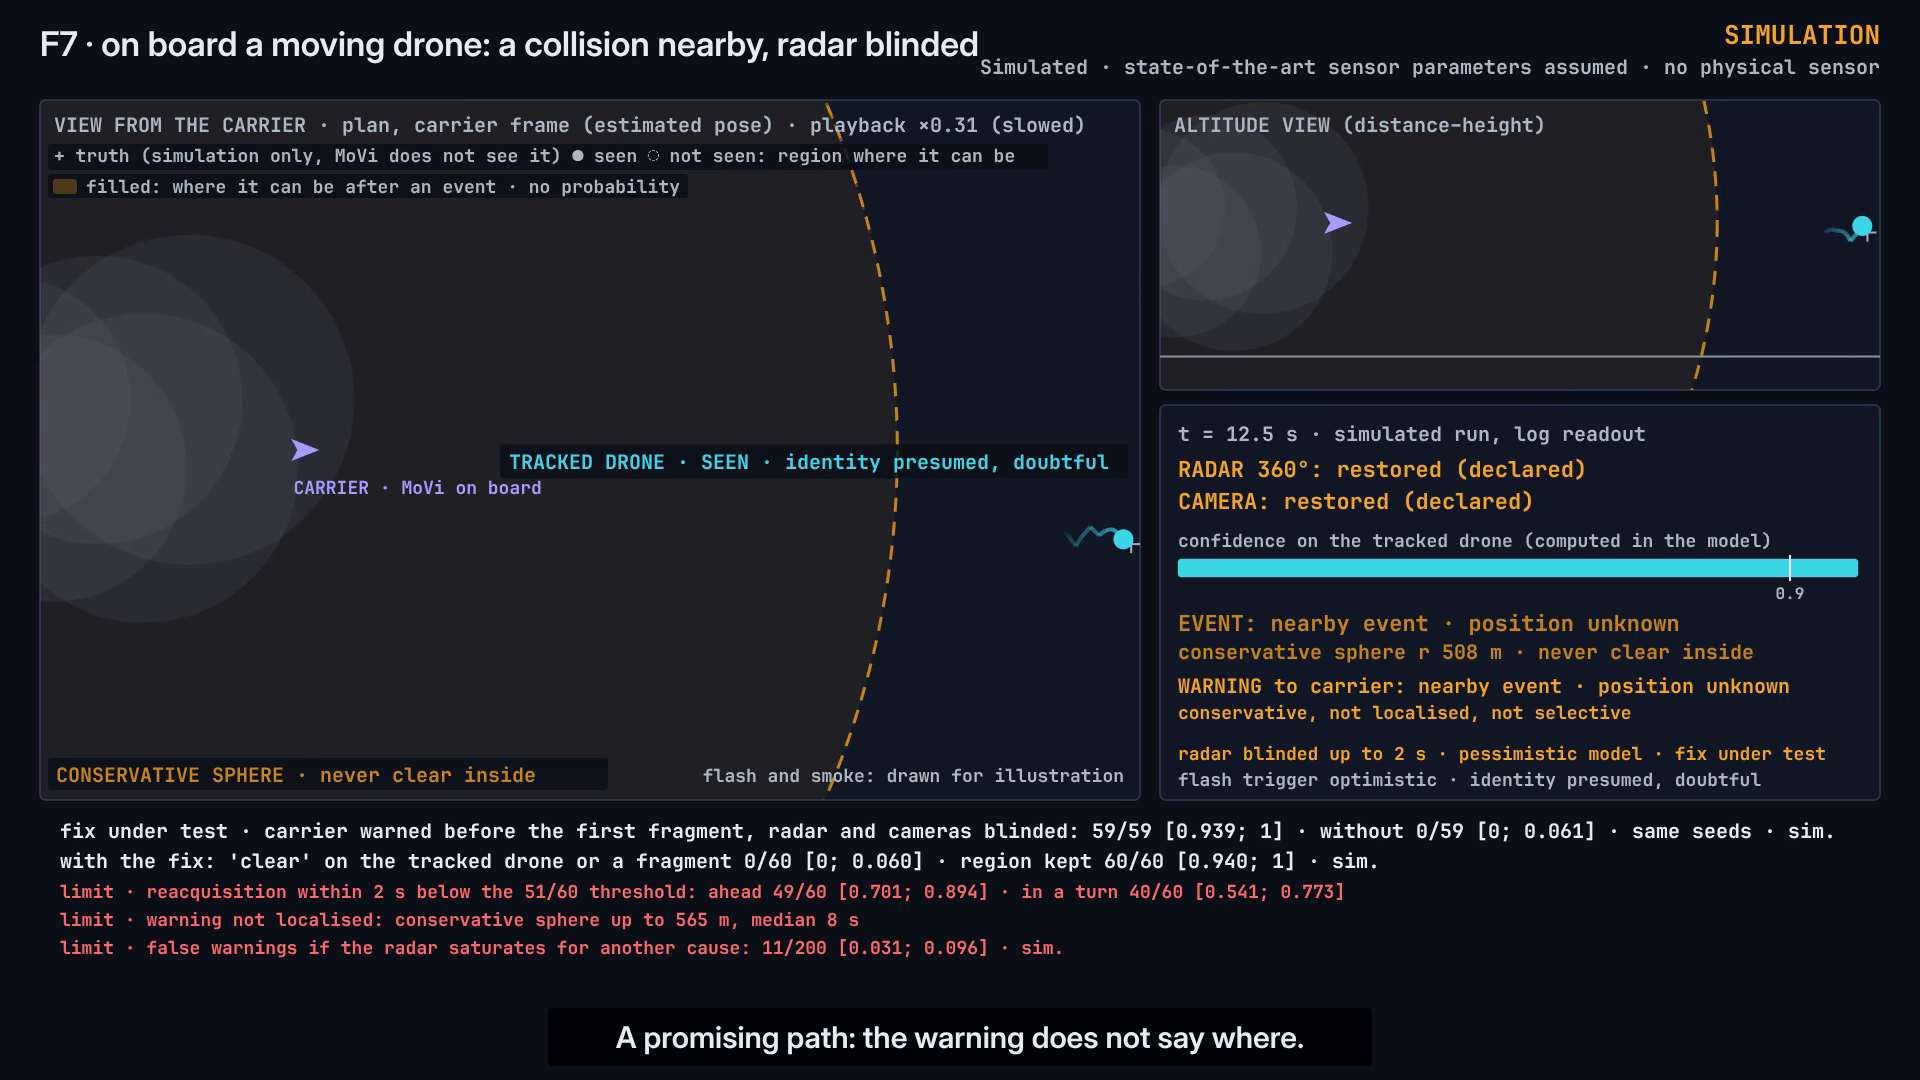 F7 · on board a moving drone: a collision nearby, radar blinded
SIMULATION
Simulated · state-of-the-art sensor parameters assumed · no physical sensor
VIEW FROM THE CARRIER · plan, carrier frame (estimated pose) · playback ×0.31 (slowed)
+ truth (simulation only, MoVi does not see it) ● seen ◌ not seen: region where it can be
filled: where it can be after an event · no probability
TRACKED DRONE · SEEN · identity presumed, doubtful
CARRIER · MoVi on board
CONSERVATIVE SPHERE · never clear inside
flash and smoke: drawn for illustration
ALTITUDE VIEW (distance-height)
t = 12.5 s · simulated run, log readout
RADAR 360°: restored (declared)
CAMERA: restored (declared)
confidence on the tracked drone (computed in the model)
0.9
EVENT: nearby event · position unknown
conservative sphere r 508 m · never clear inside
WARNING to carrier: nearby event · position unknown
conservative, not localised, not selective
radar blinded up to 2 s · pessimistic model · fix under test
flash trigger optimistic · identity presumed, doubtful
fix under test · carrier warned before the first fragment, radar and cameras blinded: 59/59 [0.939; 1] · without 0/59 [0; 0.061] · same seeds · sim.
with the fix: 'clear' on the tracked drone or a fragment 0/60 [0; 0.060] · region kept 60/60 [0.940; 1] · sim.
limit · reacquisition within 2 s below the 51/60 threshold: ahead 49/60 [0.701; 0.894] · in a turn 40/60 [0.541; 0.773]
limit · warning not localised: conservative sphere up to 565 m, median 8 s
limit · false warnings if the radar saturates for another cause: 11/200 [0.031; 0.096] · sim.
A promising path: the warning does not say where.